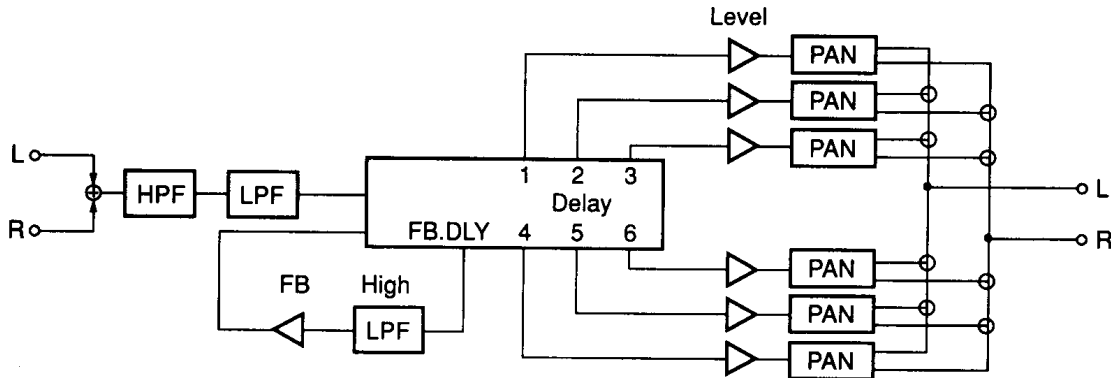 Level
PAN
PAN
PAN
L
R
HPF
LPF
1 2 3
Delay
FB.DLY 4 5 6
L
R
FB
High
LPF
PAN
PAN
PAN